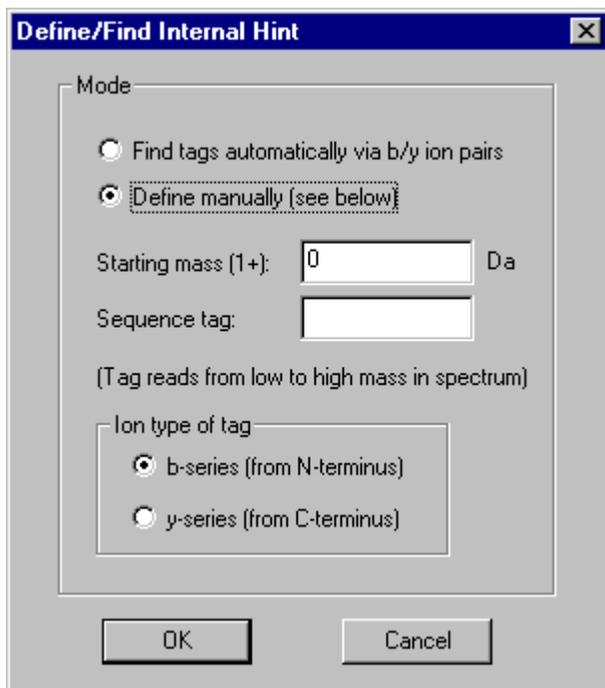 Define/Find Internal Hint
Mode
Find tags automatically via b/y ion pairs
Define manually (see below)
Starting mass (1+): 0 Da
Sequence tag:
(Tag reads from low to high mass in spectrum)
Ion type of tag
b-series (from N-terminus)
y-series (from C-terminus)
OK Cancel